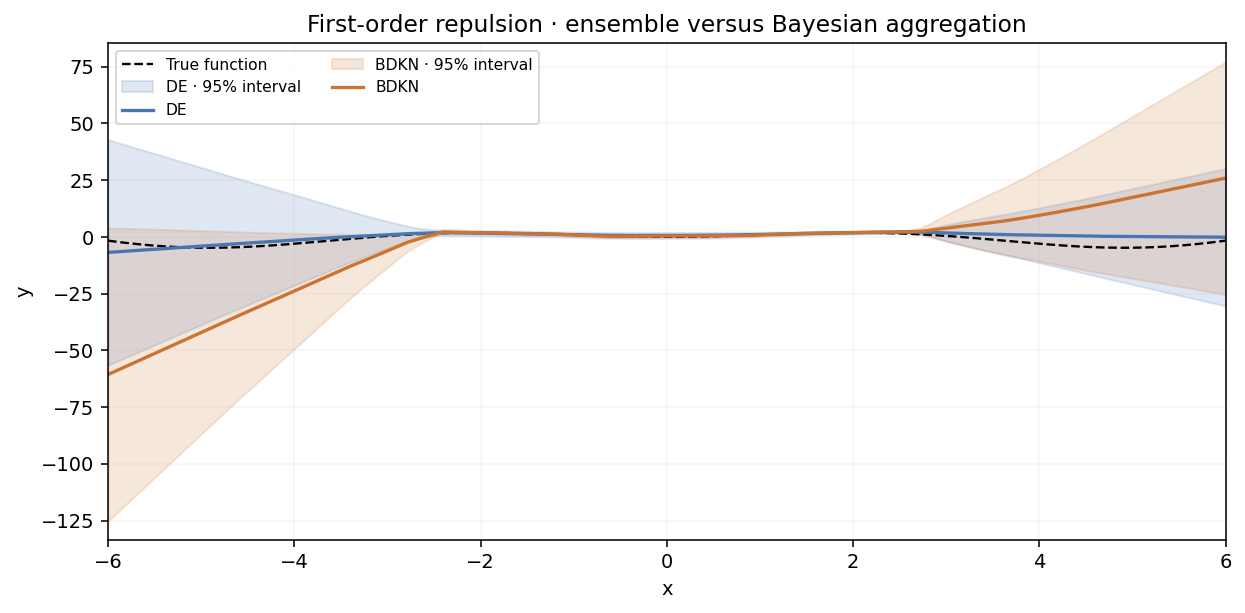 First-order repulsion · ensemble versus Bayesian aggregation
True function
DE · 95% interval
DE
BDKN · 95% interval
BDKN
75
50
25
0
−25
−50
−75
−100
−125
y
−6
−4
−2
0
2
4
6
x